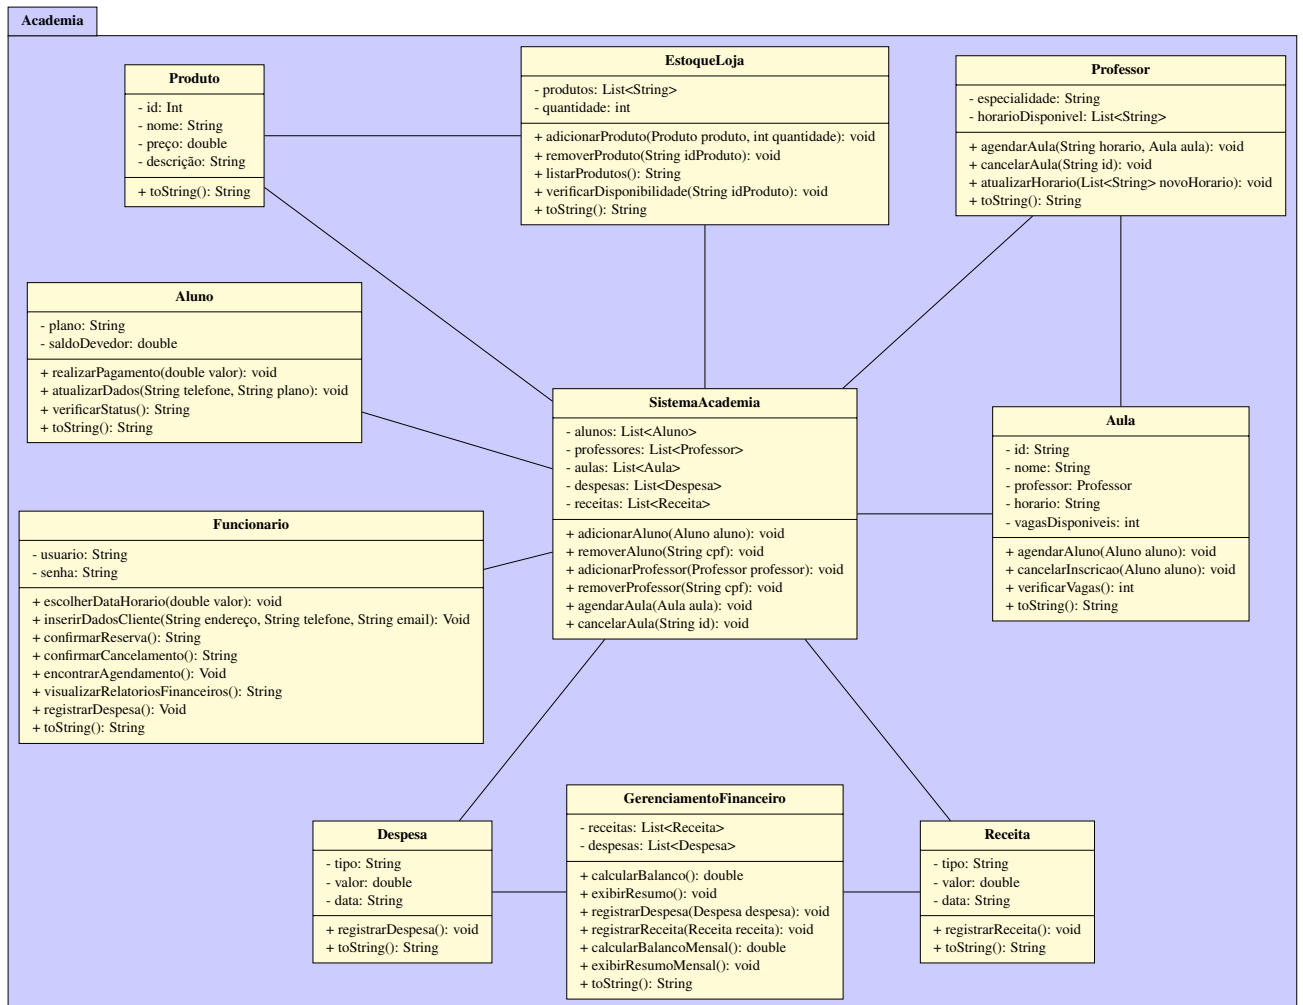 Academia
Produto
- id: Int
- nome: String
- preço: double
- descrição: String
+ toString(): String
EstoqueLoja
- produtos: List<String>
- quantidade: int
+ adicionarProduto(Produto produto, int quantidade): void
+ removerProduto(String idProduto): void
+ listarProdutos(): String
+ verificarDisponibilidade(String idProduto): void
+ toString(): String
Professor
- especialidade: String
- horarioDisponivel: List<String>
+ agendarAula(String horario, Aula aula): void
+ cancelarAula(String id): void
+ atualizarHorario(List<String> novoHorario): void
+ toString(): String
Aluno
- plano: String
- saldoDevedor: double
+ realizarPagamento(double valor): void
+ atualizarDados(String telefone, String plano): void
+ verificarStatus(): String
+ toString(): String
SistemaAcademia
- alunos: List<Aluno>
- professores: List<Professor>
- aulas: List<Aula>
- despesas: List<Despesa>
- receitas: List<Receita>
+ adicionarAluno(Aluno aluno): void
+ removerAluno(String cpf): void
+ adicionarProfessor(Professor professor): void
+ removerProfessor(String cpf): void
+ agendarAula(Aula aula): void
+ cancelarAula(String id): void
Aula
- id: String
- nome: String
- professor: Professor
- horario: String
- vagasDisponiveis: int
+ agendarAluno(Aluno aluno): void
+ cancelarInscricao(Aluno aluno): void
+ verificarVagas(): int
+ toString(): String
Funcionario
- usuario: String
- senha: String
+ escolherDataHorario(double valor): void
+ inserirDadosCliente(String endereço, String telefone, String email): Void
+ confirmarReserva(): String
+ confirmarCancelamento(): String
+ encontrarAgendamento(): Void
+ visualizarRelatoriosFinanceiros(): String
+ registrarDespesa(): Void
+ toString(): String
Despesa
- tipo: String
- valor: double
- data: String
+ registrarDespesa(): void
+ toString(): String
GerenciamentoFinanceiro
- receitas: List<Receita>
- despesas: List<Despesa>
+ calcularBalanco(): double
+ exibirResumo(): void
+ registrarDespesa(Despesa despesa): void
+ registrarReceita(Receita receita): void
+ calcularBalancoMensal(): double
+ exibirResumoMensal(): void
+ toString(): String
Receita
- tipo: String
- valor: double
- data: String
+ registrarReceita(): void
+ toString(): String